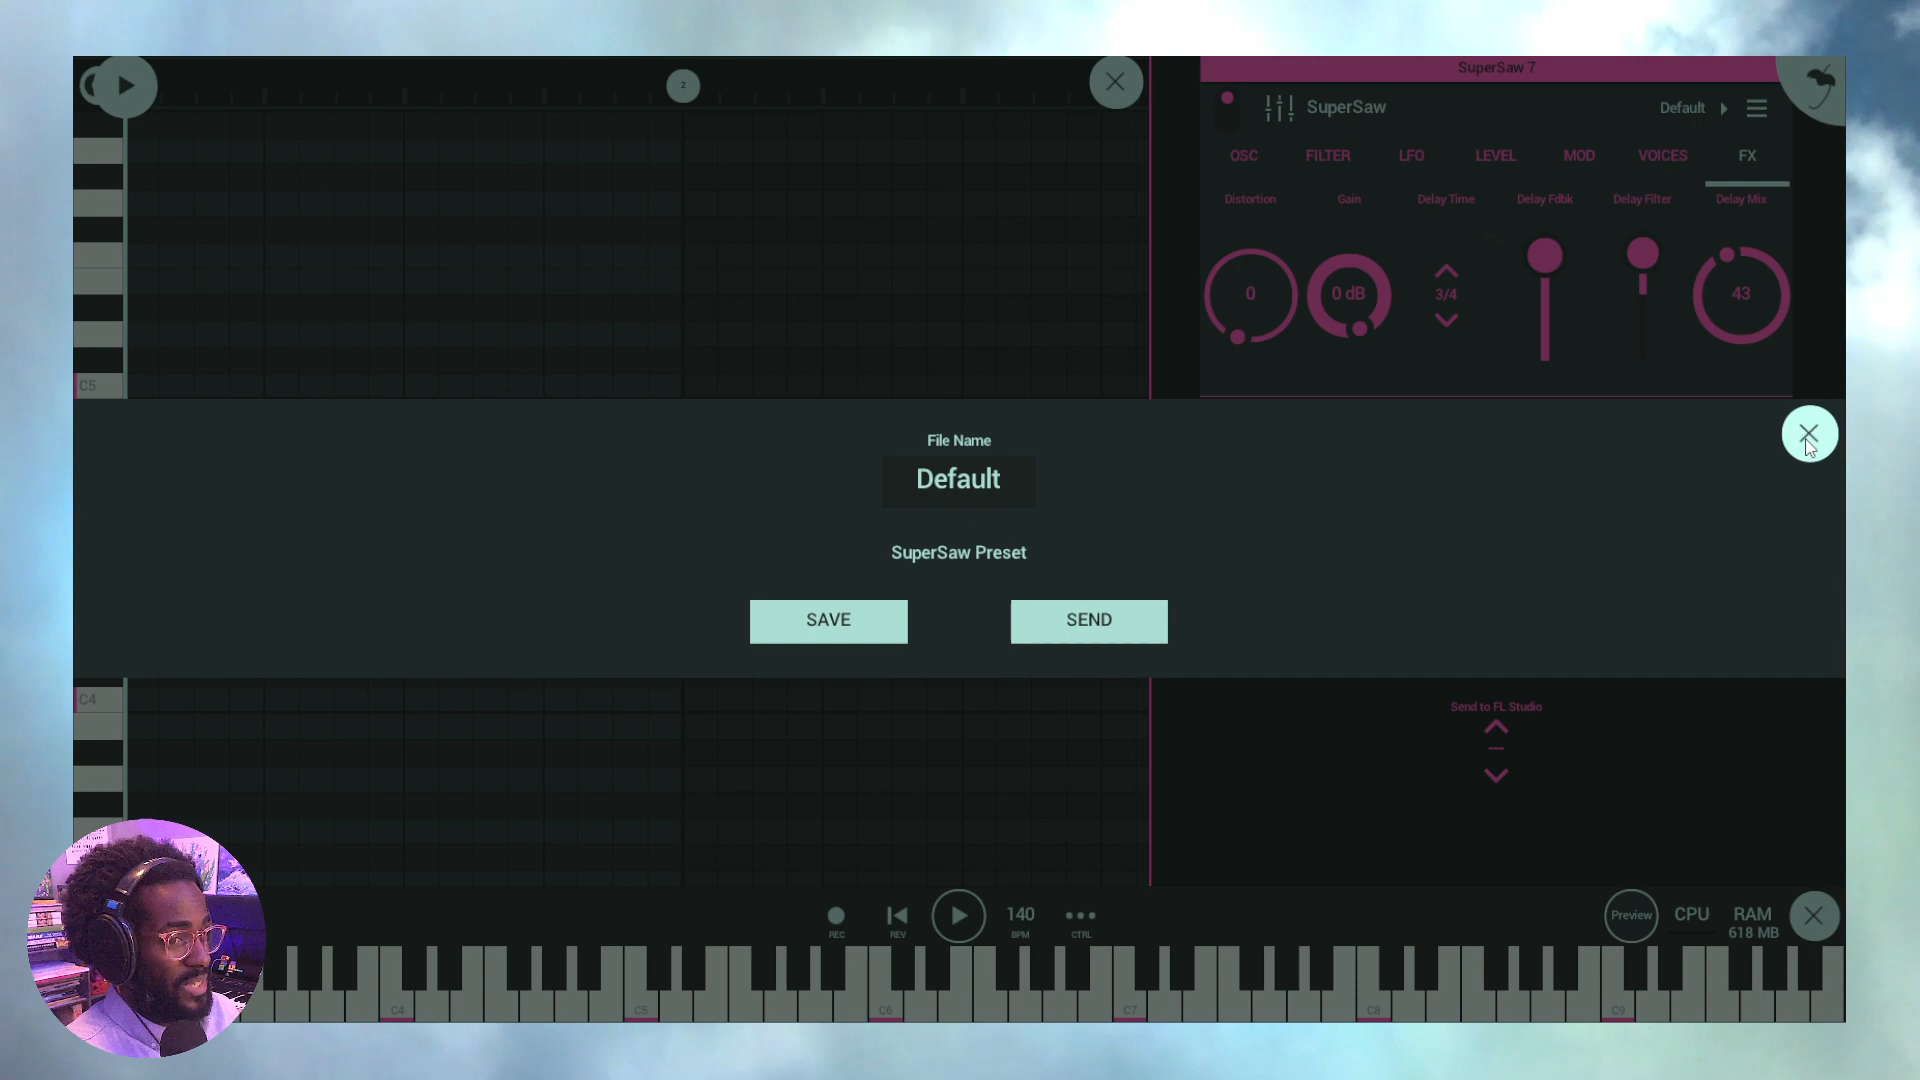 2
SuperSaw 7
SuperSaw
Default
OSC FILTER LFO LEVEL MOD VOICES FX
Distortion Gain Delay Time Delay Fdbk Delay Filter Delay Mix
0 0 dB 3/4 43
C5
File Name
Default
SuperSaw Preset
SAVE SEND
C4
Send to FL Studio
---
140
REC REV BPM CTRL
Preview CPU RAM
618 MB
C4 C5 C6 C7 C8 C9